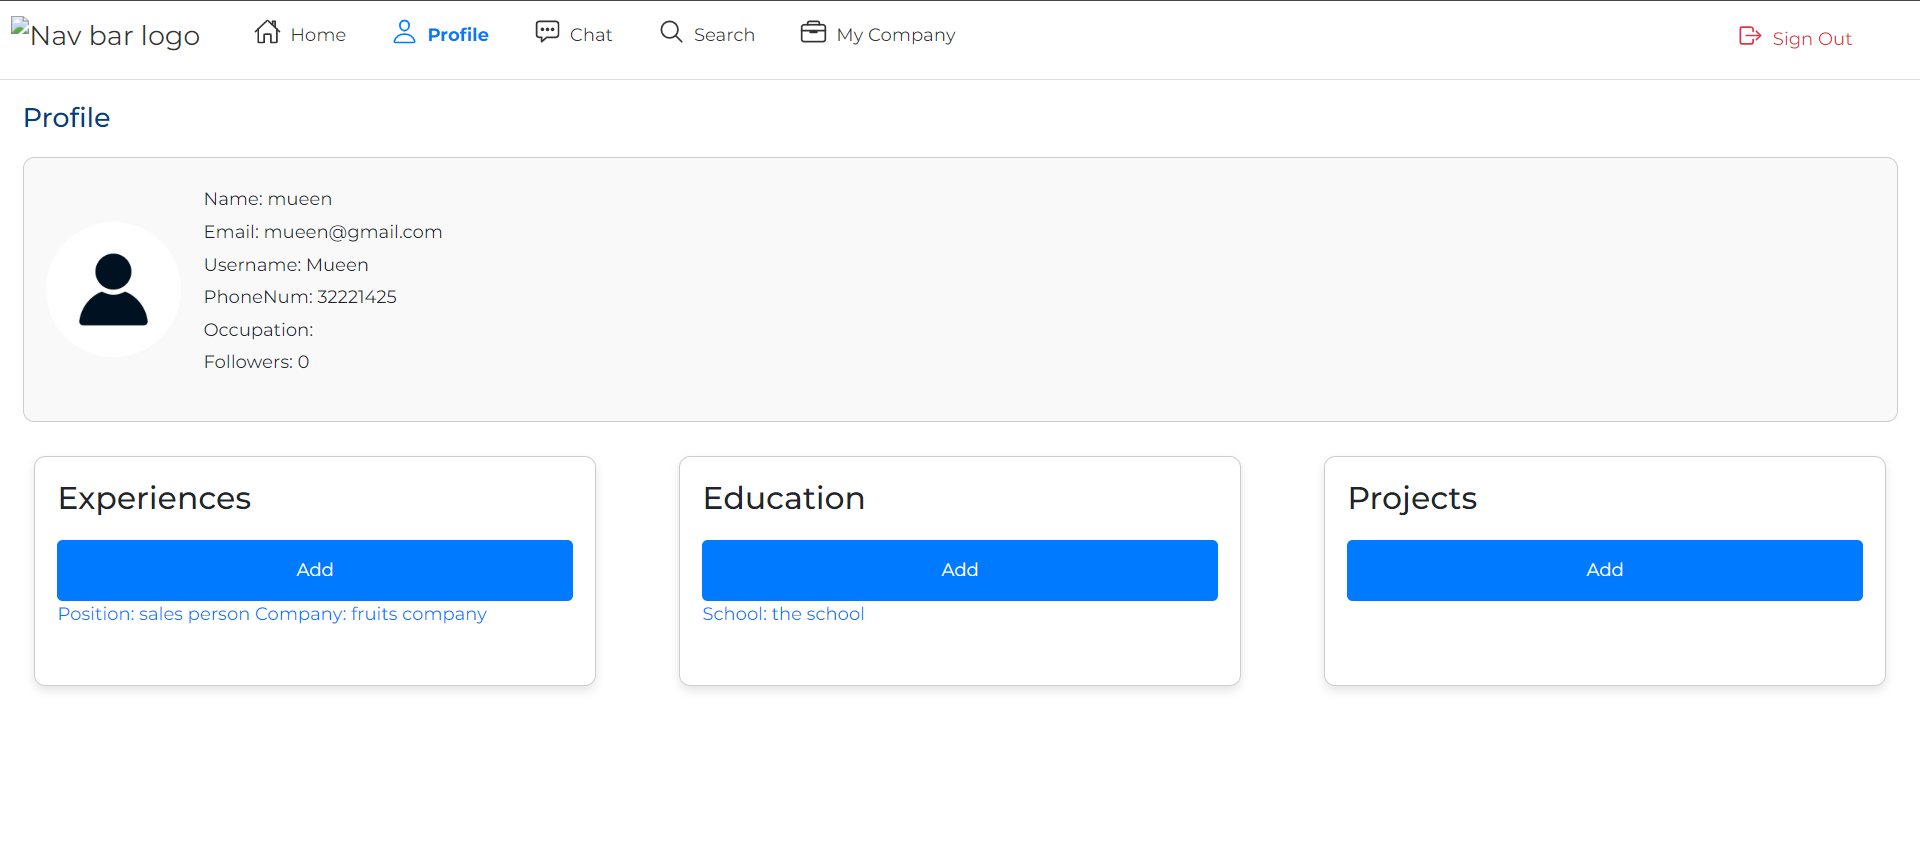 Nav bar logo Home Profile Chat Search My Company Sign Out
Profile
Name: mueen
Email: mueen@gmail.com
Username: Mueen
PhoneNum: 32221425
Occupation:
Followers: 0
Experiences
Add
Position: sales person Company: fruits company
Education
Add
School: the school
Projects
Add